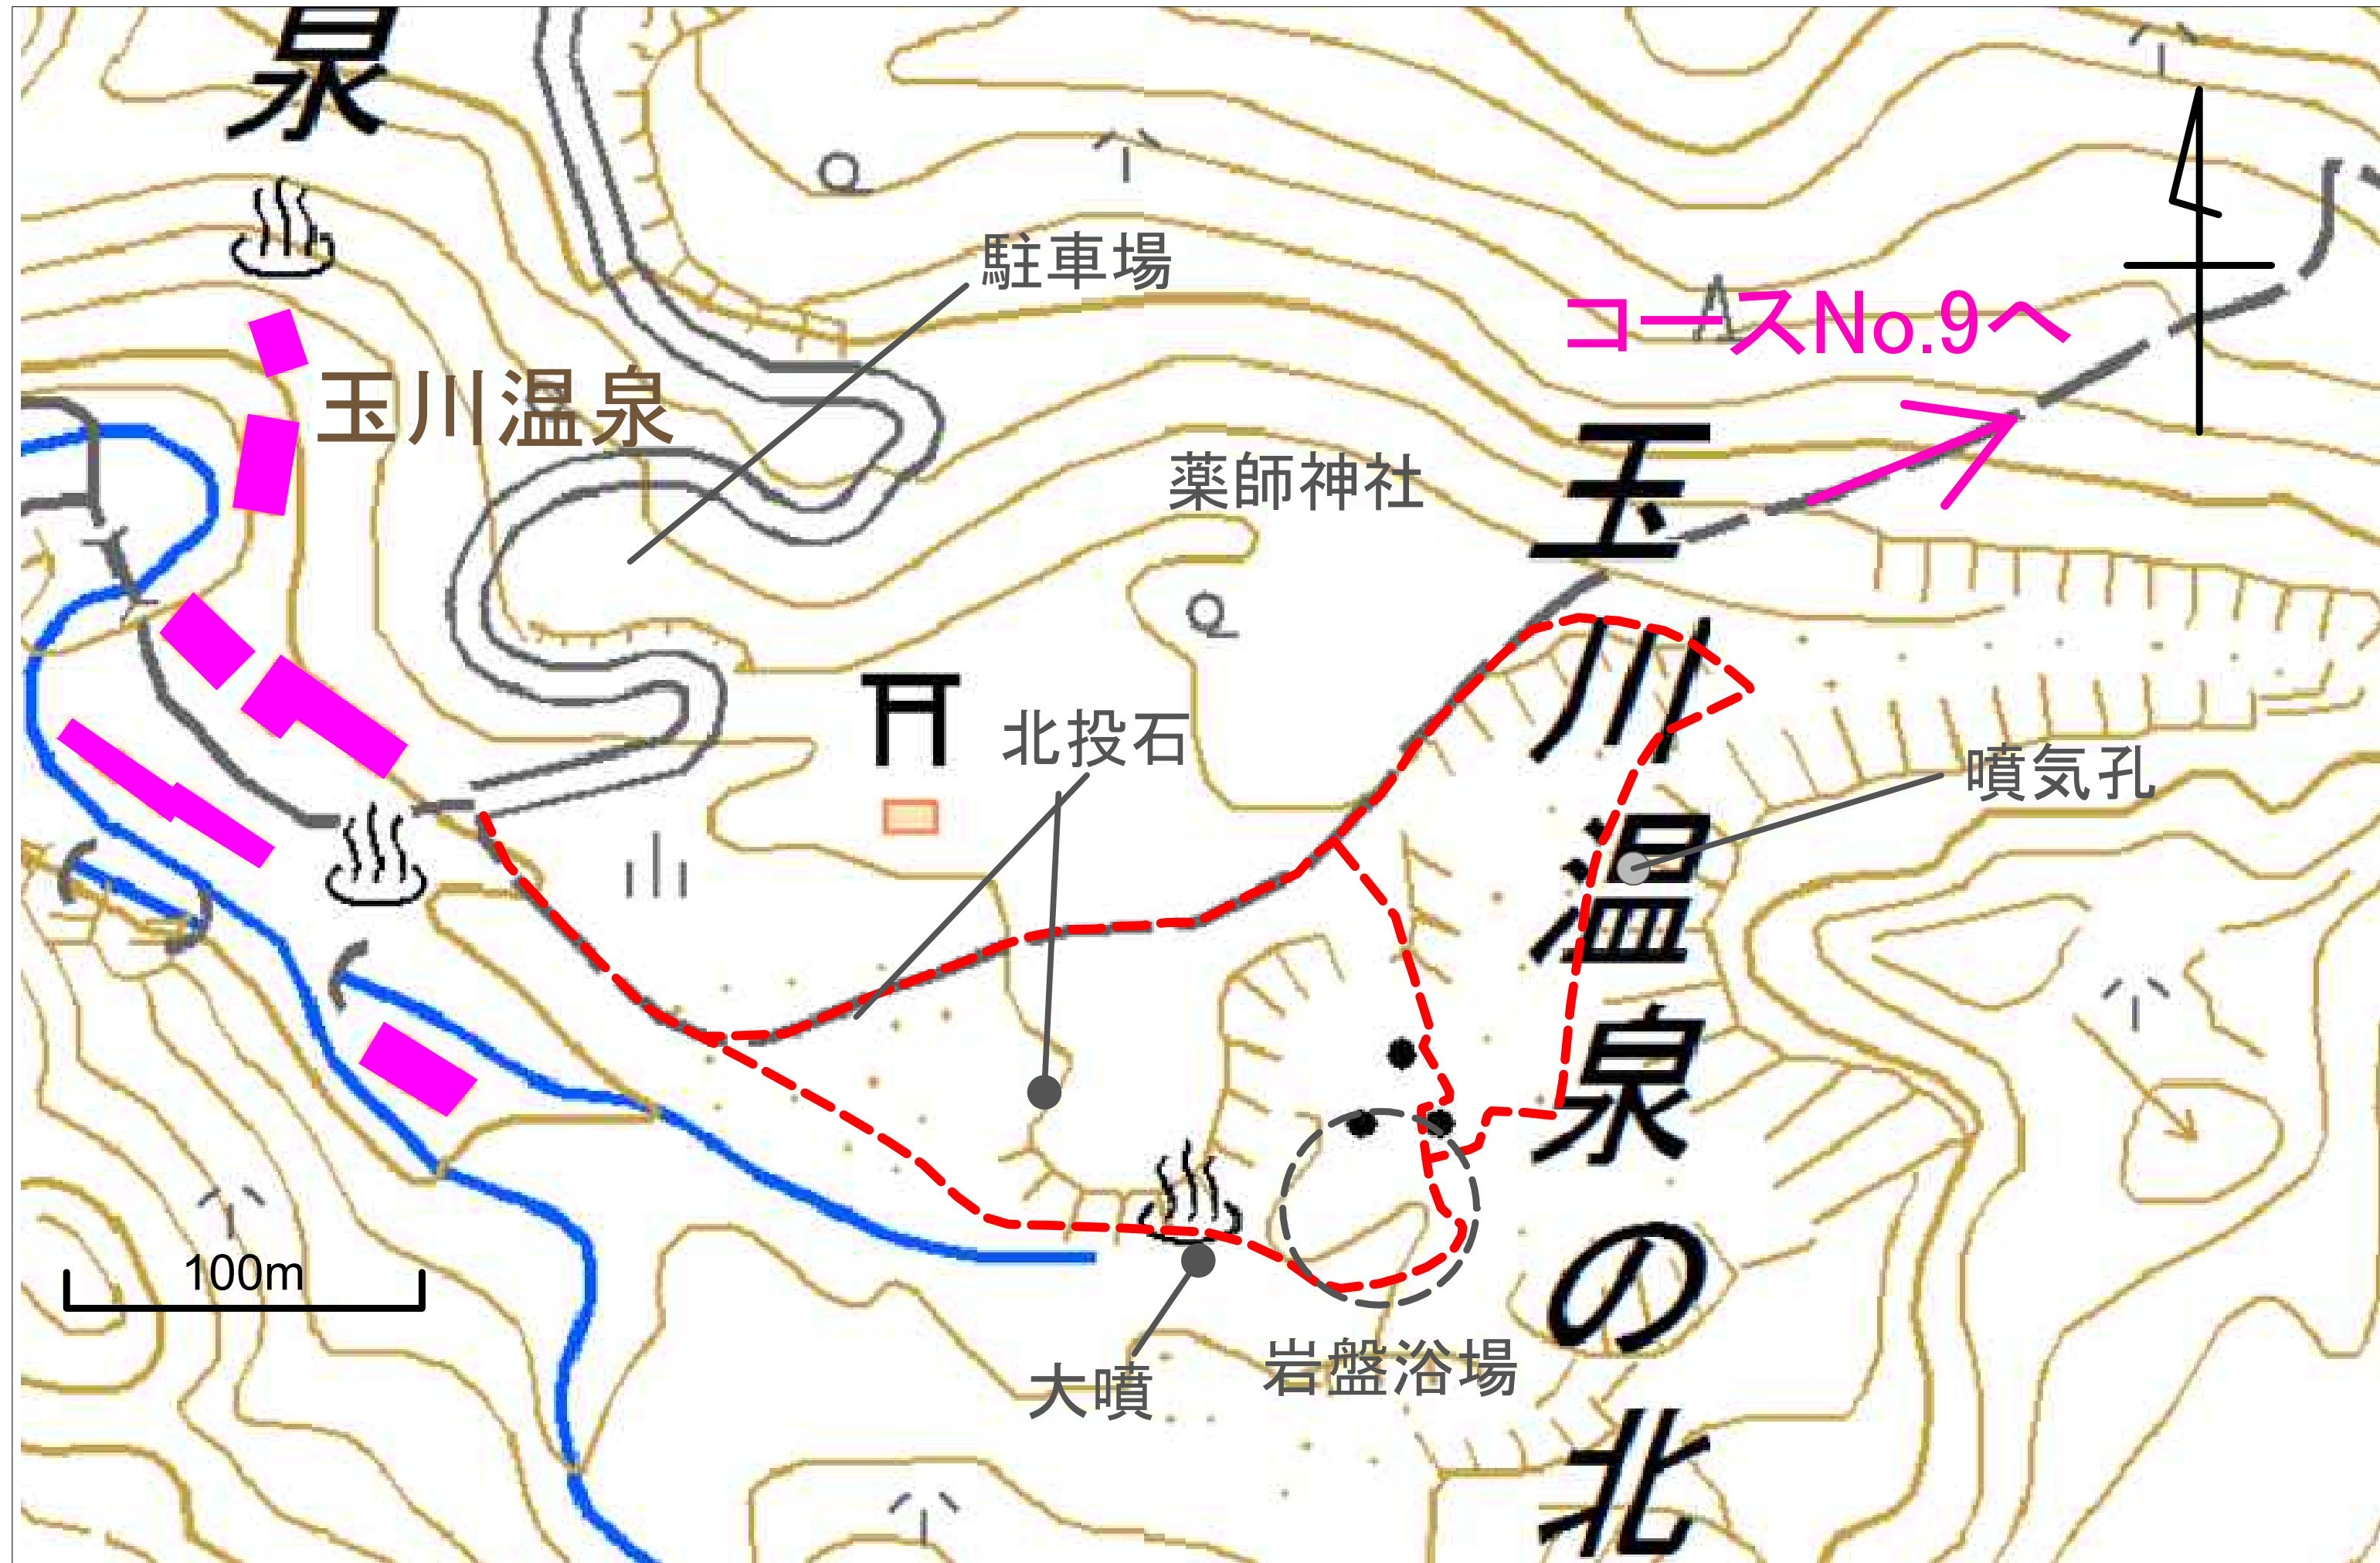 泉
駐車場
コースNo.9へ
玉川温泉
薬師神社
北投石
噴気孔
100m
大噴
岩盤浴場
玉川温泉の北